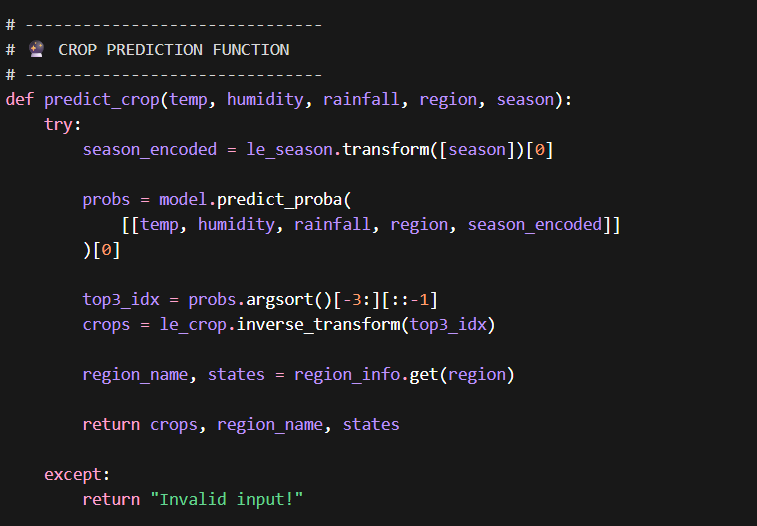 # -------------------------------
# 🔮 CROP PREDICTION FUNCTION
# -------------------------------
def predict_crop(temp, humidity, rainfall, region, season):
    try:
        season_encoded = le_season.transform([season])[0]

        probs = model.predict_proba(
            [[temp, humidity, rainfall, region, season_encoded]]
        )[0]

        top3_idx = probs.argsort()[-3:][::-1]
        crops = le_crop.inverse_transform(top3_idx)

        region_name, states = region_info.get(region)

        return crops, region_name, states

    except:
        return "Invalid input!"